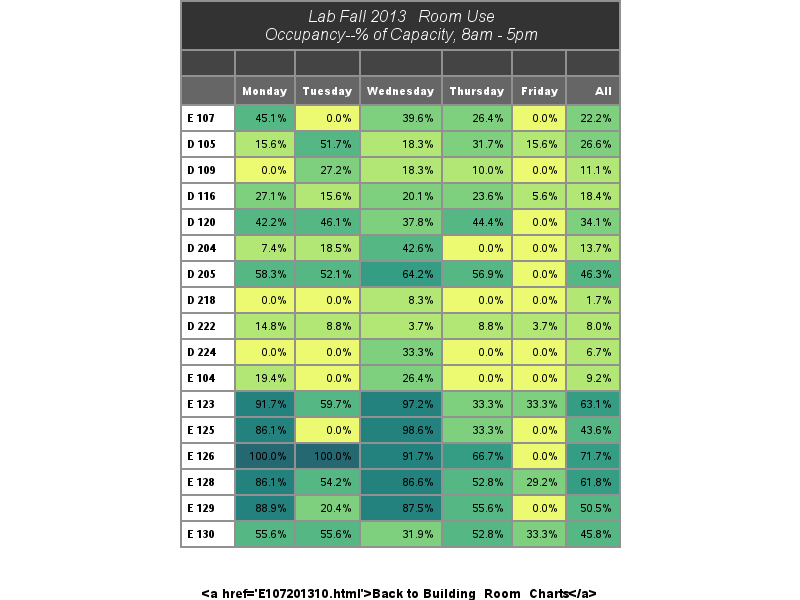 Lab Fall 2013 Room Use
Occupancy--% of Capacity, 8am - 5pm
Monday Tuesday Wednesday Thursday Friday All
E 107 45.1% 0.0% 39.6% 26.4% 0.0% 22.2%
D 105 15.6% 51.7% 18.3% 31.7% 15.6% 26.6%
D 109 0.0% 27.2% 18.3% 10.0% 0.0% 11.1%
D 116 27.1% 15.6% 20.1% 23.6% 5.6% 18.4%
D 120 42.2% 46.1% 37.8% 44.4% 0.0% 34.1%
D 204 7.4% 18.5% 42.6% 0.0% 0.0% 13.7%
D 205 58.3% 52.1% 64.2% 56.9% 0.0% 46.3%
D 218 0.0% 0.0% 8.3% 0.0% 0.0% 1.7%
D 222 14.8% 8.8% 3.7% 8.8% 3.7% 8.0%
D 224 0.0% 0.0% 33.3% 0.0% 0.0% 6.7%
E 104 19.4% 0.0% 26.4% 0.0% 0.0% 9.2%
E 123 91.7% 59.7% 97.2% 33.3% 33.3% 63.1%
E 125 86.1% 0.0% 98.6% 33.3% 0.0% 43.6%
E 126 100.0% 100.0% 91.7% 66.7% 0.0% 71.7%
E 128 86.1% 54.2% 86.6% 52.8% 29.2% 61.8%
E 129 88.9% 20.4% 87.5% 55.6% 0.0% 50.5%
E 130 55.6% 55.6% 31.9% 52.8% 33.3% 45.8%
<a href='E107201310.html'>Back to Building_Room_Charts</a>